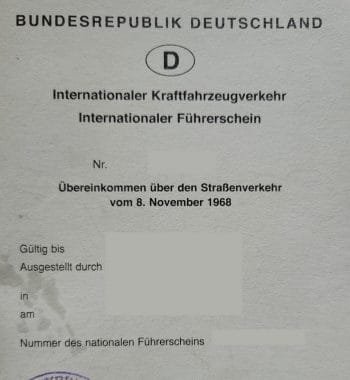 BUNDESREPUBLIK DEUTSCHLAND
D
Internationaler Kraftfahrzeugverkehr
Internationaler Führerschein
Nr.
Übereinkommen über den Straßenverkehr
vom 8. November 1968
Gültig bis
Ausgestellt durch
in
am
Nummer des nationalen Führerscheins